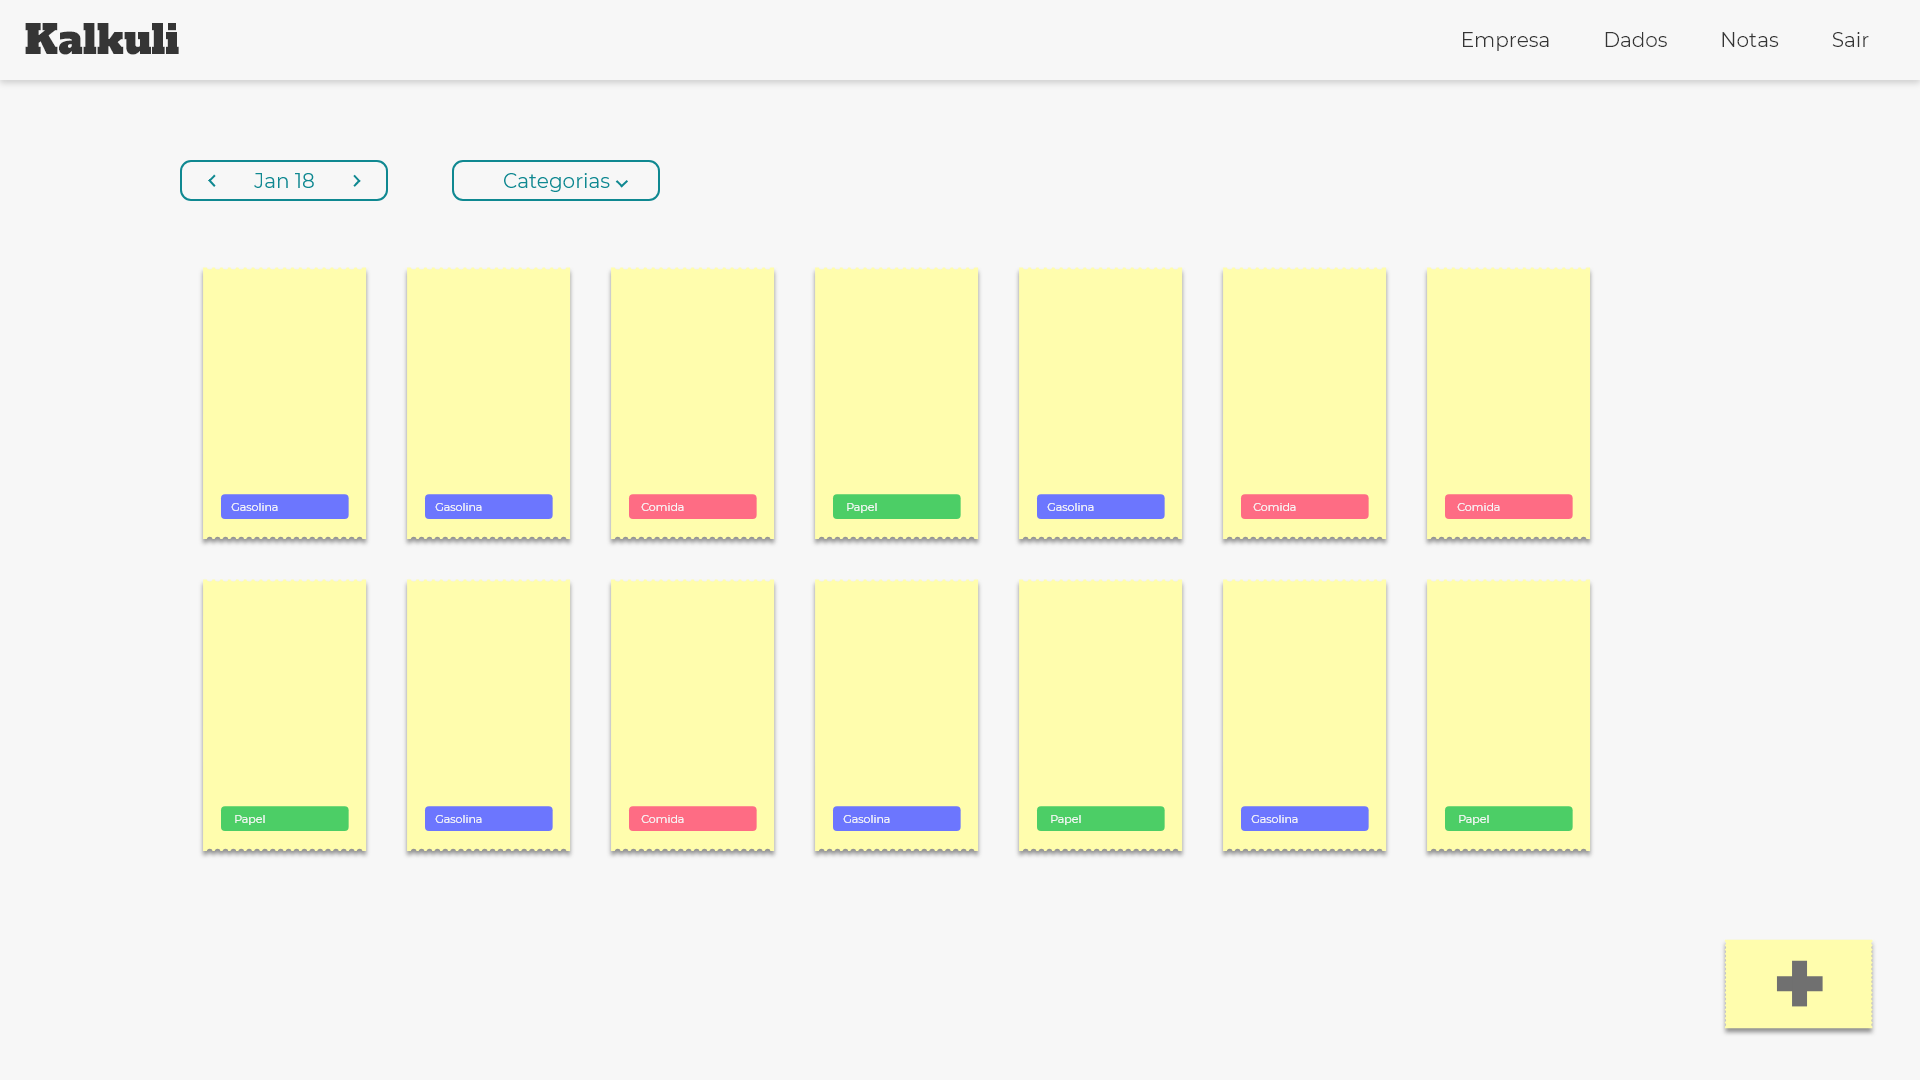 Kalkuli
Empresa Dados Notas Sair
Jan 18 Categorias
Gasolina Gasolina Comida Papel Gasolina Comida Comida
Papel Gasolina Comida Gasolina Papel Gasolina Papel